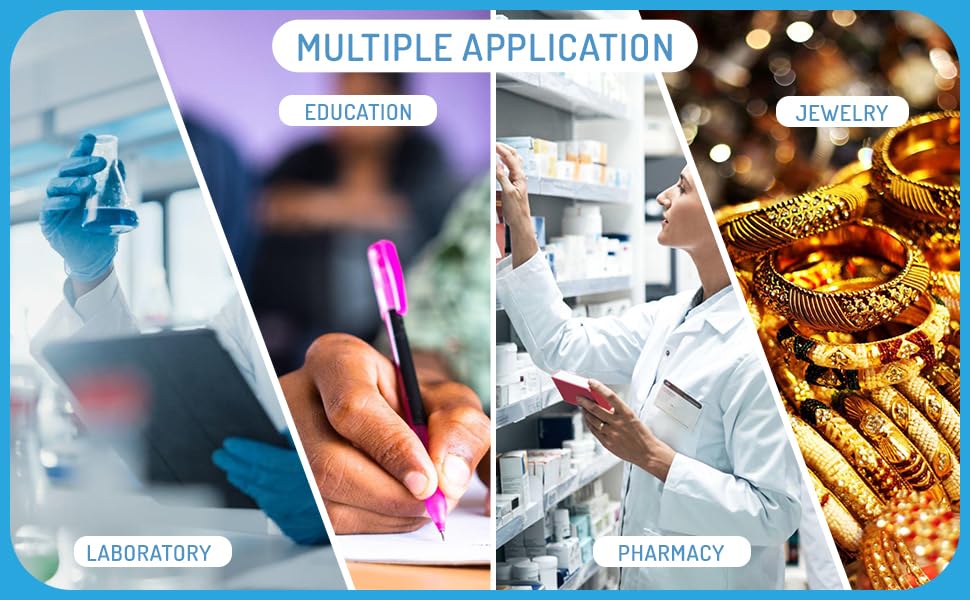 MULTIPLE APPLICATION
EDUCATION
JEWELRY
LABORATORY
PHARMACY